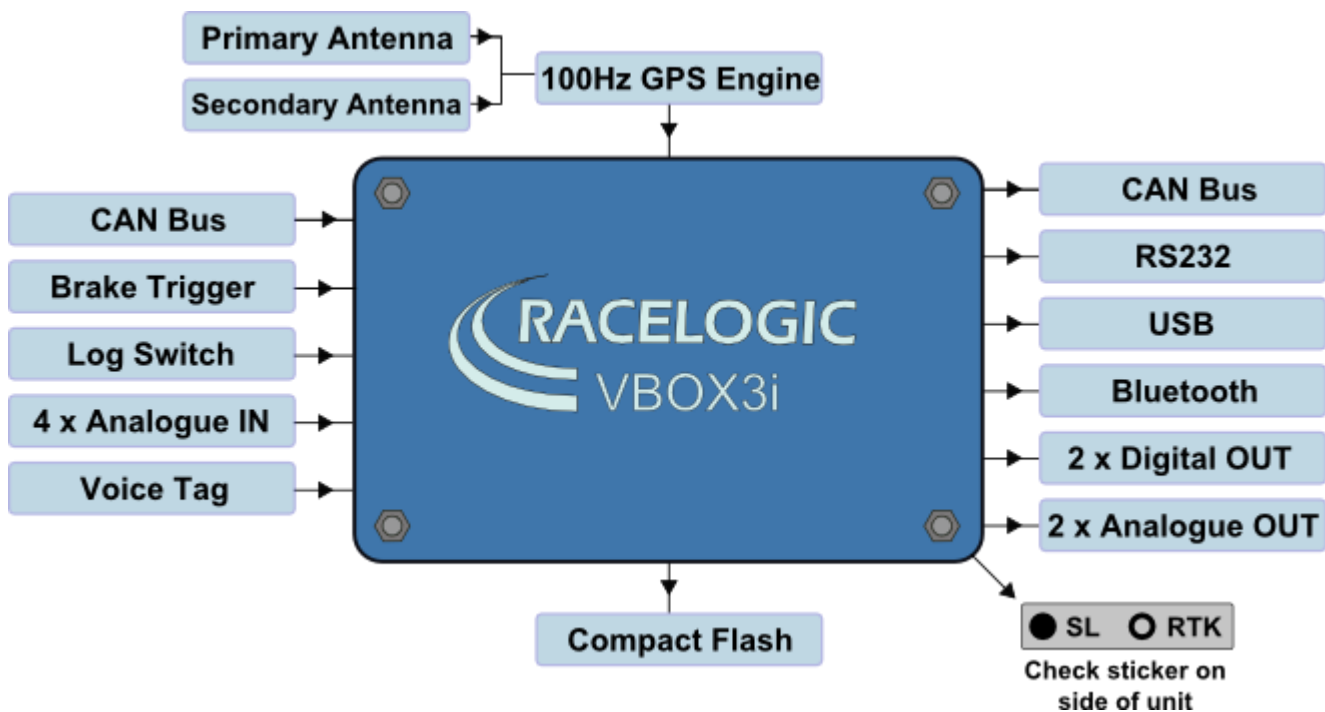 Primary Antenna
Secondary Antenna
100Hz GPS Engine
CAN Bus
Brake Trigger
Log Switch
4 x Analogue IN
Voice Tag
RACELOGIC
VBOX3i
CAN Bus
RS232
USB
Bluetooth
2 x Digital OUT
2 x Analogue OUT
Compact Flash
SL RTK
Check sticker on
side of unit